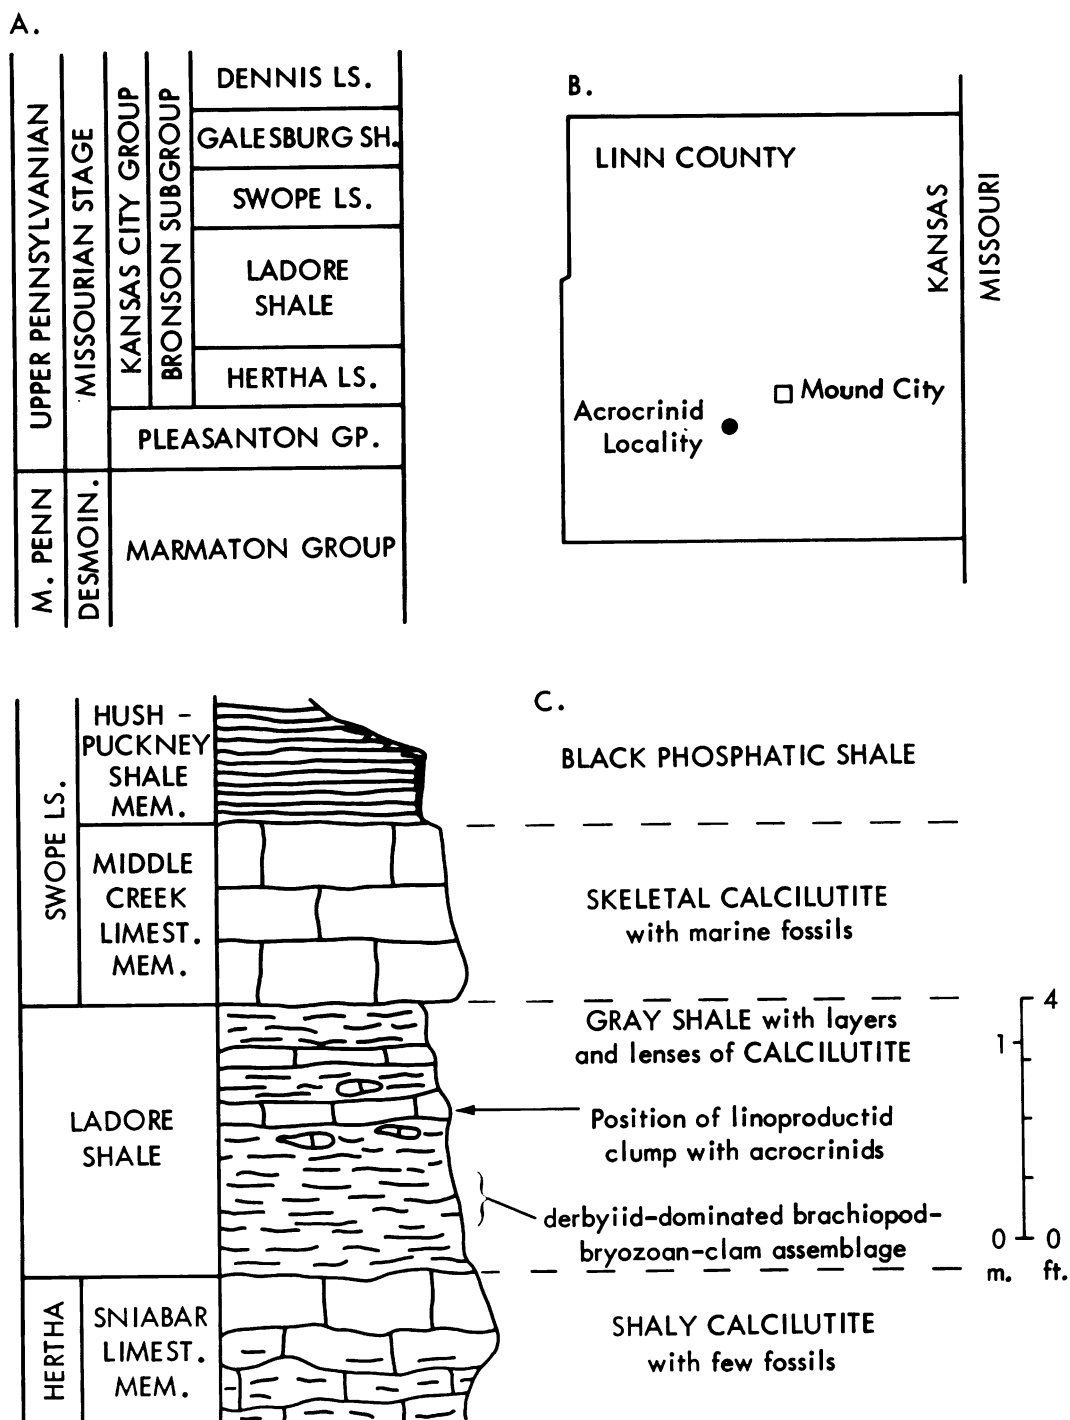 A.
UPPER PENNSYLVANIAN
MISSOURIAN STAGE
KANSAS CITY GROUP
BRONSON SUBGROUP
DENNIS LS.
GALESBURG SH.
SWOPE LS.
LADORE
SHALE
HERTHA LS.
PLEASANTON GP.
M. PENN
DESMOIN.
MARMATON GROUP
B.
LINN COUNTY
KANSAS
MISSOURI
Mound City
Acrocrinid
Locality
C.
SWOPE LS.
HUSH -
PUCKNEY
SHALE
MEM.
BLACK PHOSPHATIC SHALE
MIDDLE
CREEK
LIMEST.
MEM.
SKELETAL CALCILUTITE
with marine fossils
LADORE
SHALE
GRAY SHALE with layers
and lenses of CALCILUTITE
Position of linoproductid
clump with acrocrinids
derbyiid-dominated brachiopod-
bryozoan-clam assemblage
4
1
0 0
m. ft.
HERTHA
SNIABAR
LIMEST.
MEM.
SHALY CALCILUTITE
with few fossils